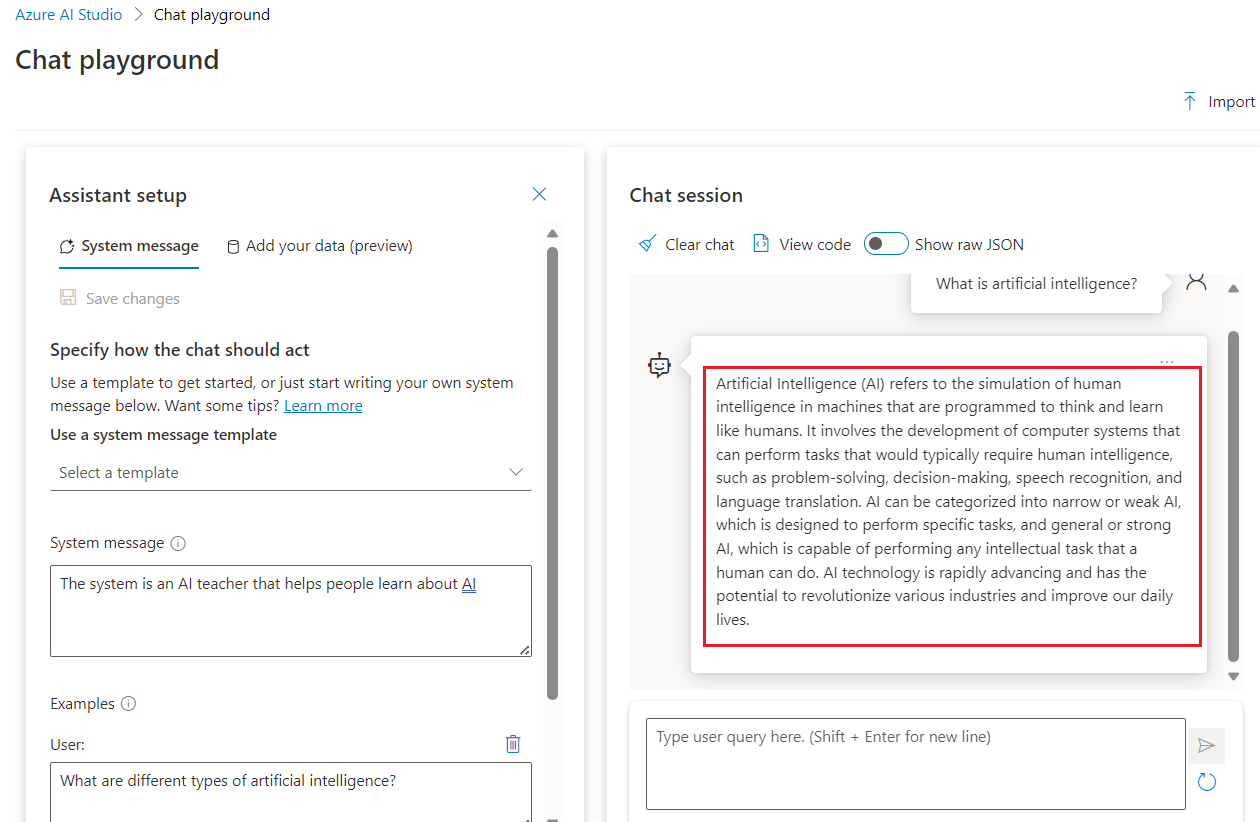 Azure AI Studio > Chat playground
Chat playground
Import
Assistant setup
System message
Add your data (preview)
Save changes
Specify how the chat should act
Use a template to get started, or just start writing your own system
message below. Want some tips? Learn more
Use a system message template
Select a template
System message
The system is an AI teacher that helps people learn about AI
Examples
User:
What are different types of artificial intelligence?
Chat session
Clear chat
View code
Show raw JSON
What is artificial intelligence?
...
Artificial Intelligence (AI) refers to the simulation of human
intelligence in machines that are programmed to think and learn
like humans. It involves the development of computer systems that
can perform tasks that would typically require human intelligence,
such as problem-solving, decision-making, speech recognition, and
language translation. AI can be categorized into narrow or weak AI,
which is designed to perform specific tasks, and general or strong
AI, which is capable of performing any intellectual task that a
human can do. AI technology is rapidly advancing and has the
potential to revolutionize various industries and improve our daily
lives.
Type user query here. (Shift + Enter for new line)